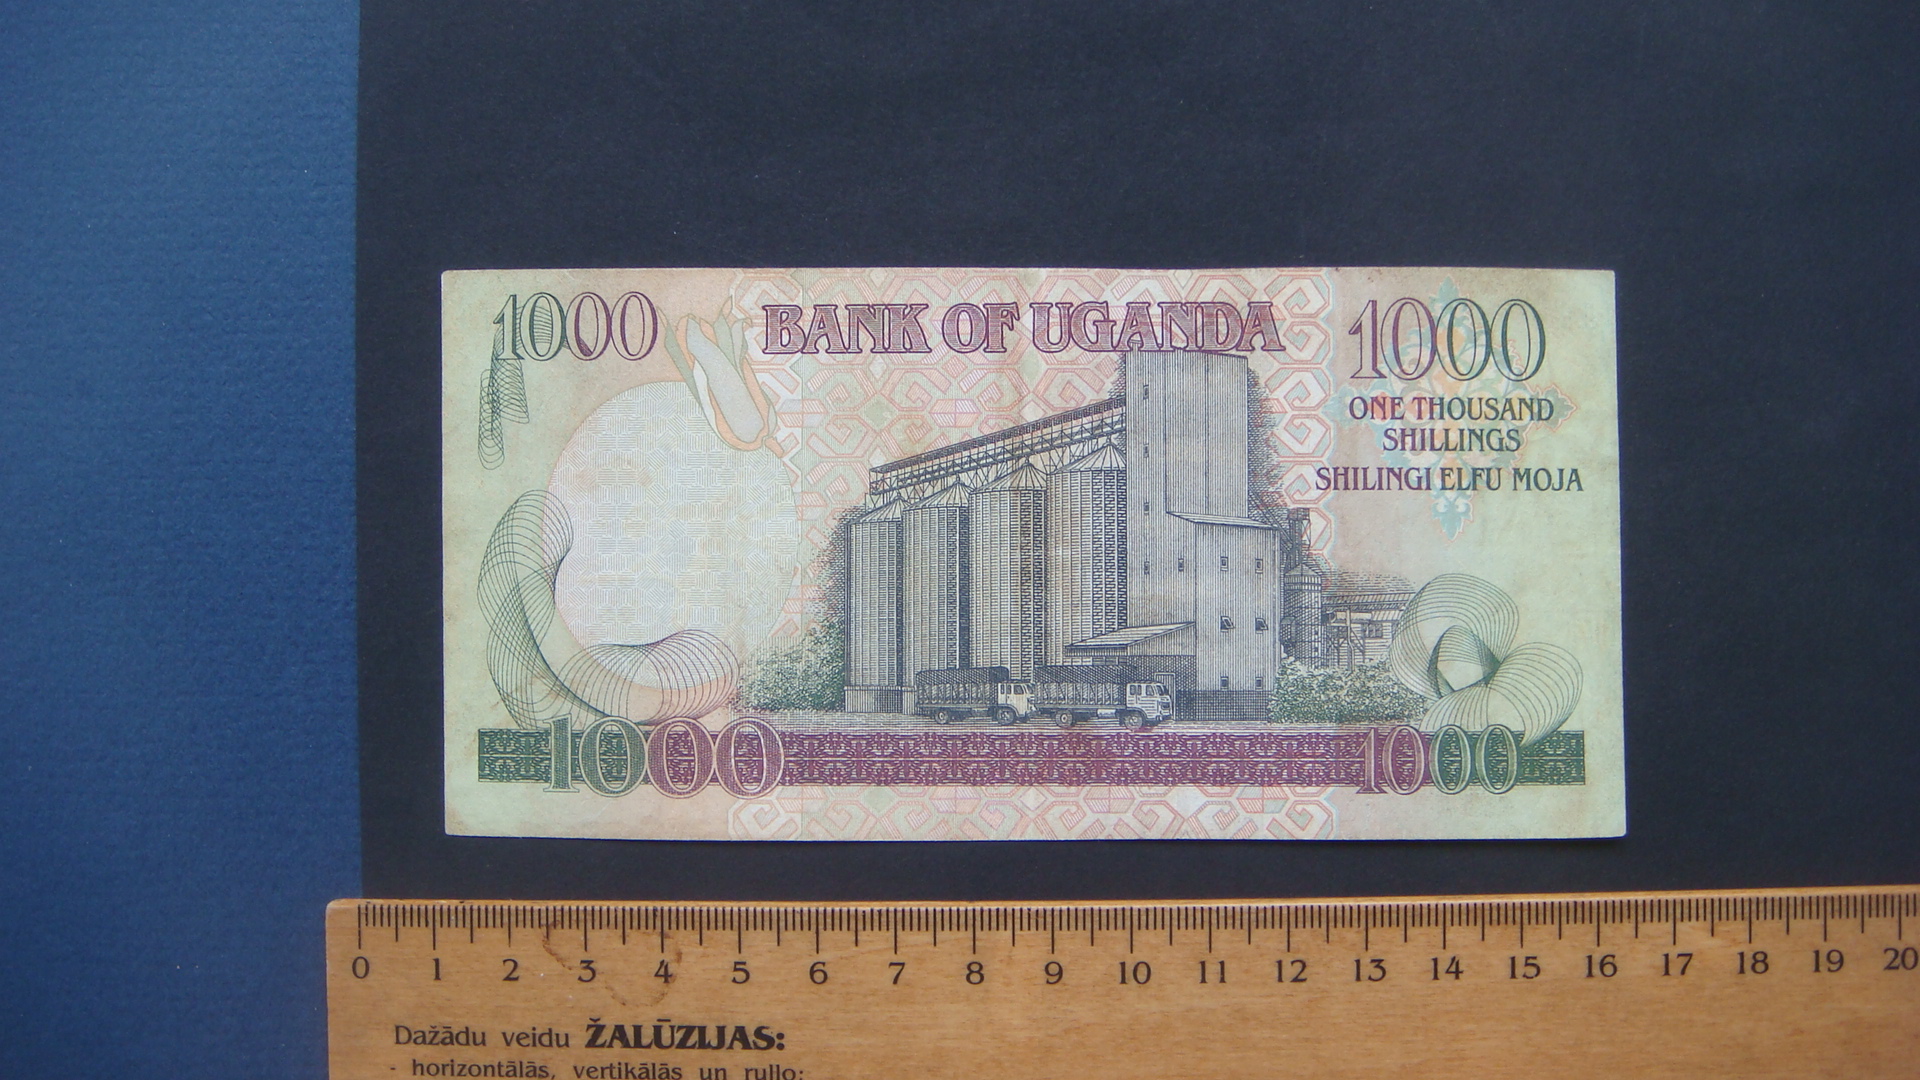 1000 BANK OF UGANDA 1000
ONE THOUSAND
SHILLINGS
SHILINGI ELFU MOJA
1000 1000
0 1 2 3 4 5 6 7 8 9 10 11 12 13 14 15 16 17 18 19 20
Dažādu veidu ŽALŪZIJAS:
- horizontālās, vertikālās un rullo: